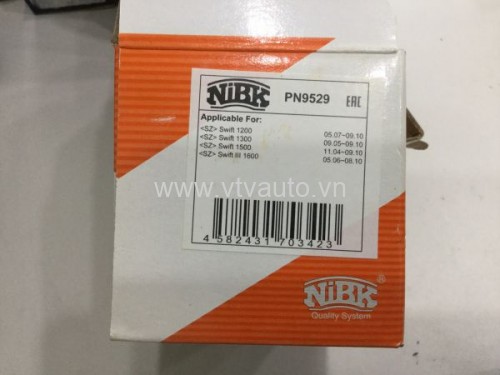 NiBK PN9529 EAC
Applicable For:
<SZ> Swift 1200 05.07~09.10
<SZ> Swift 1300 09.05~09.10
<SZ> Swift 1500 11.04~09.10
<SZ> Swift III 1600 05.06~08.10
www.vtvauto.vn
4 582431 703423
NiBK ®
Quality System